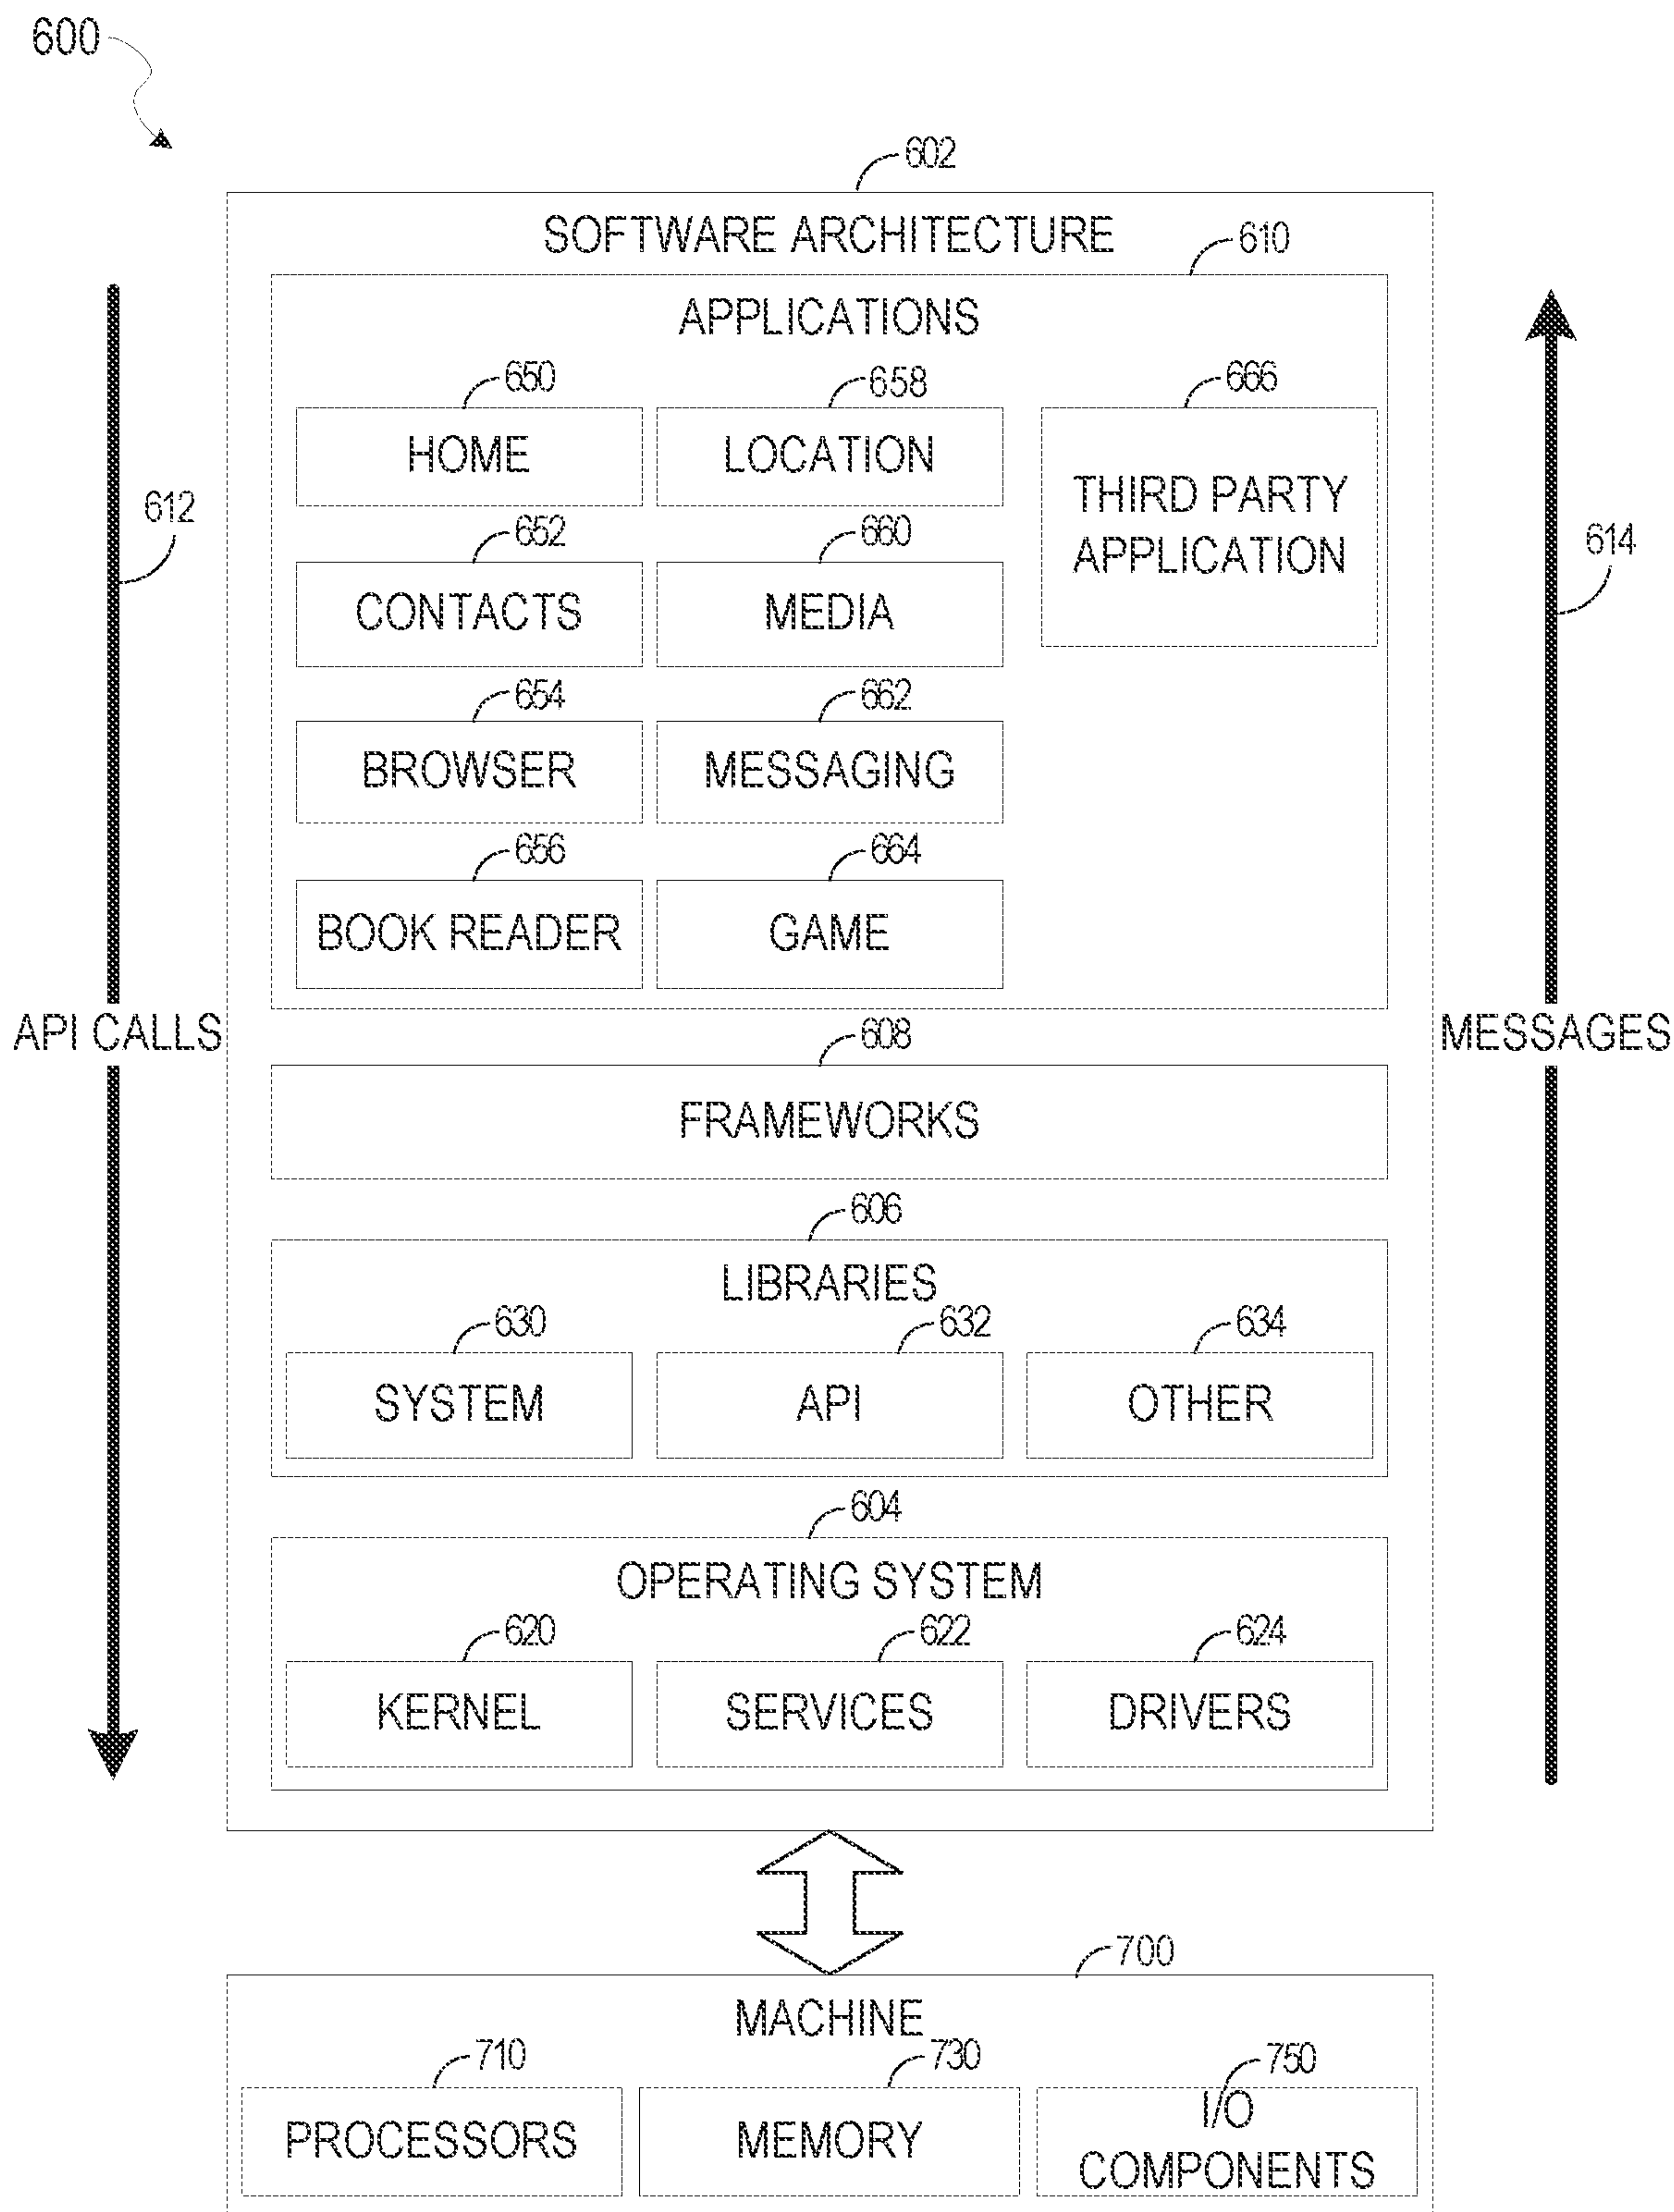 600
602
SOFTWARE ARCHITECTURE
610
APPLICATIONS
650
658
666
HOME
LOCATION
THIRD PARTY
APPLICATION
612
614
652
660
CONTACTS
MEDIA
654
662
BROWSER
MESSAGING
656
664
BOOK READER
GAME
API CALLS
MESSAGES
608
FRAMEWORKS
606
LIBRARIES
630
632
634
SYSTEM
API
OTHER
604
OPERATING SYSTEM
620
622
624
KERNEL
SERVICES
DRIVERS
700
MACHINE
710
730
750
PROCESSORS
MEMORY
I/O
COMPONENTS